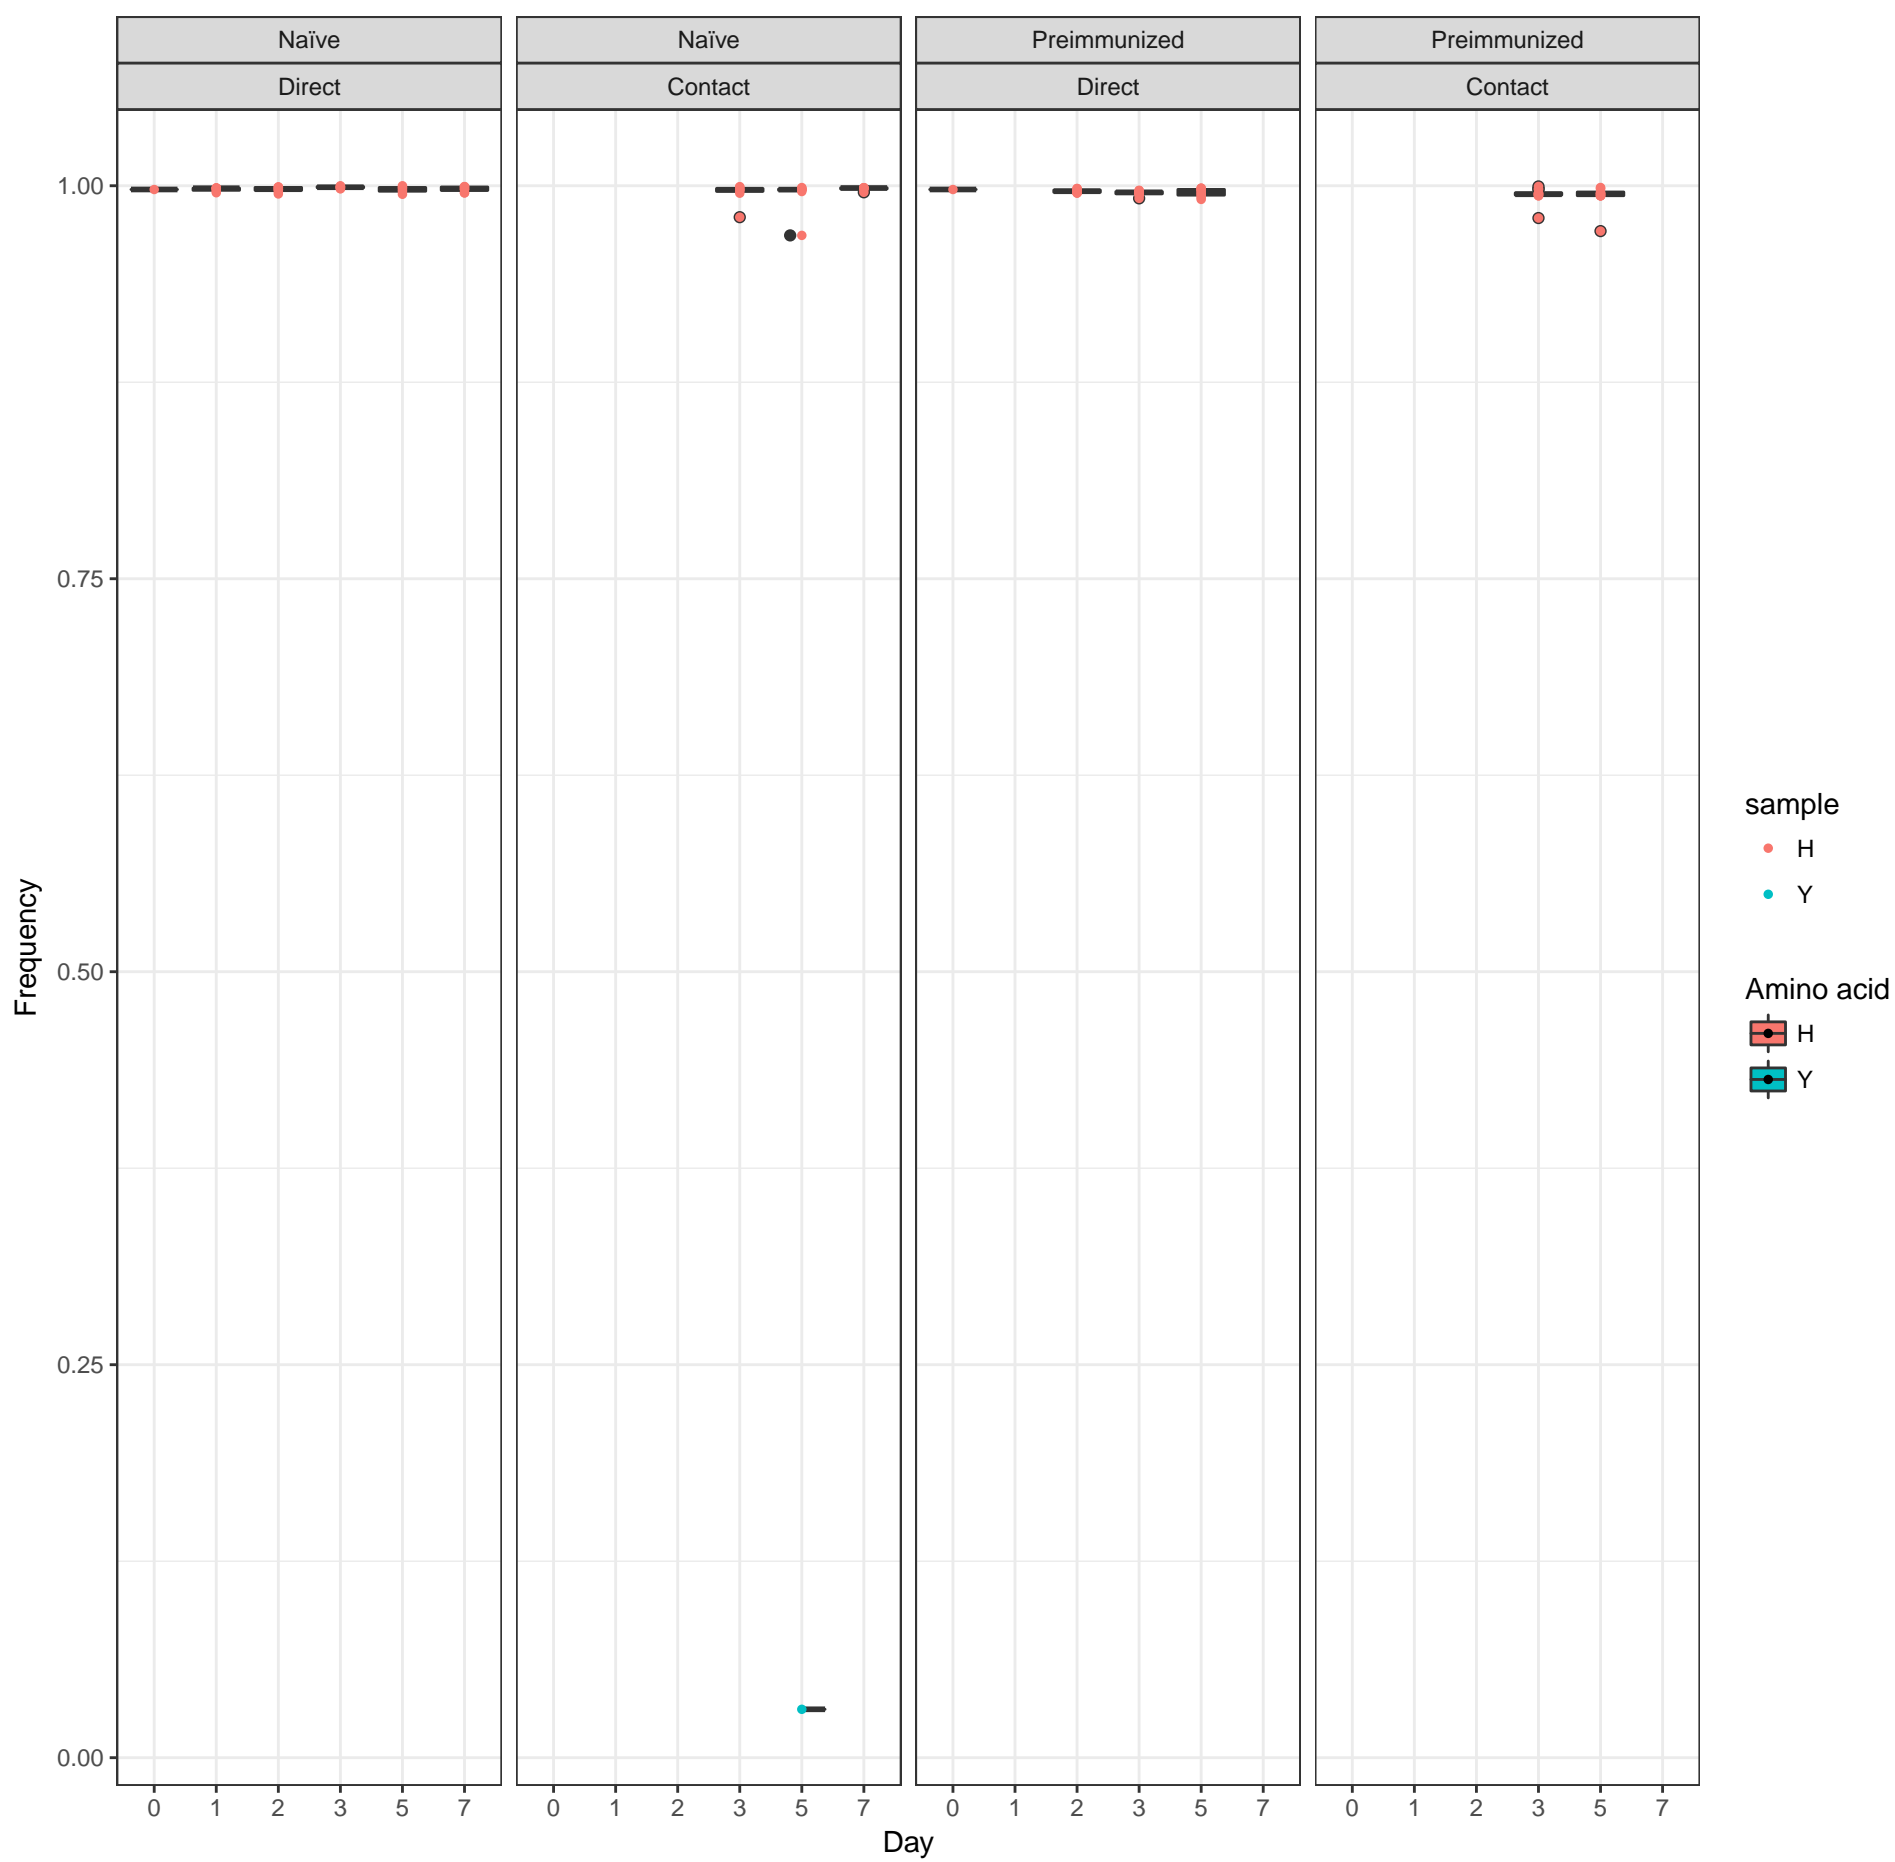 Naïve
Naïve
Preimmunized
Preimmunized
Direct
Contact
Direct
Contact
1.00
0.75
0.50
0.25
0.00
Frequency
0 1 2 3 5 7
0 1 2 3 5 7
0 1 2 3 5 7
0 1 2 3 5 7
Day
sample
H
Y
Amino acid
H
Y